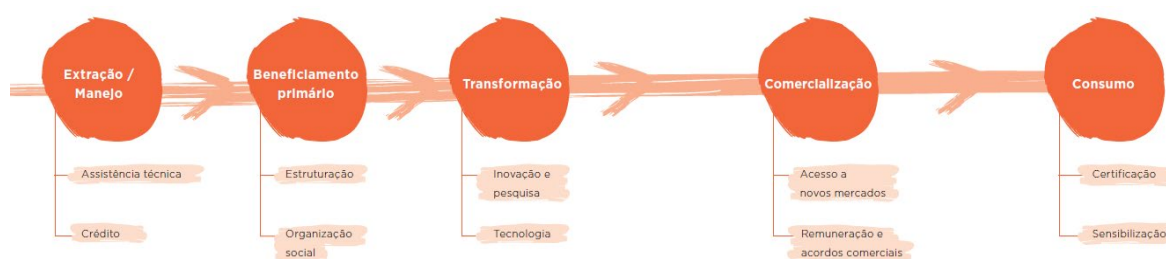 Extração /
Manejo
Beneficiamento
primário
Transformação
Comercialização
Consumo
Assistência técnica
Crédito
Estruturação
Organização
social
Inovação e
pesquisa
Tecnologia
Acesso a
novos mercados
Remuneração e
acordos comerciais
Certificação
Sensibilização